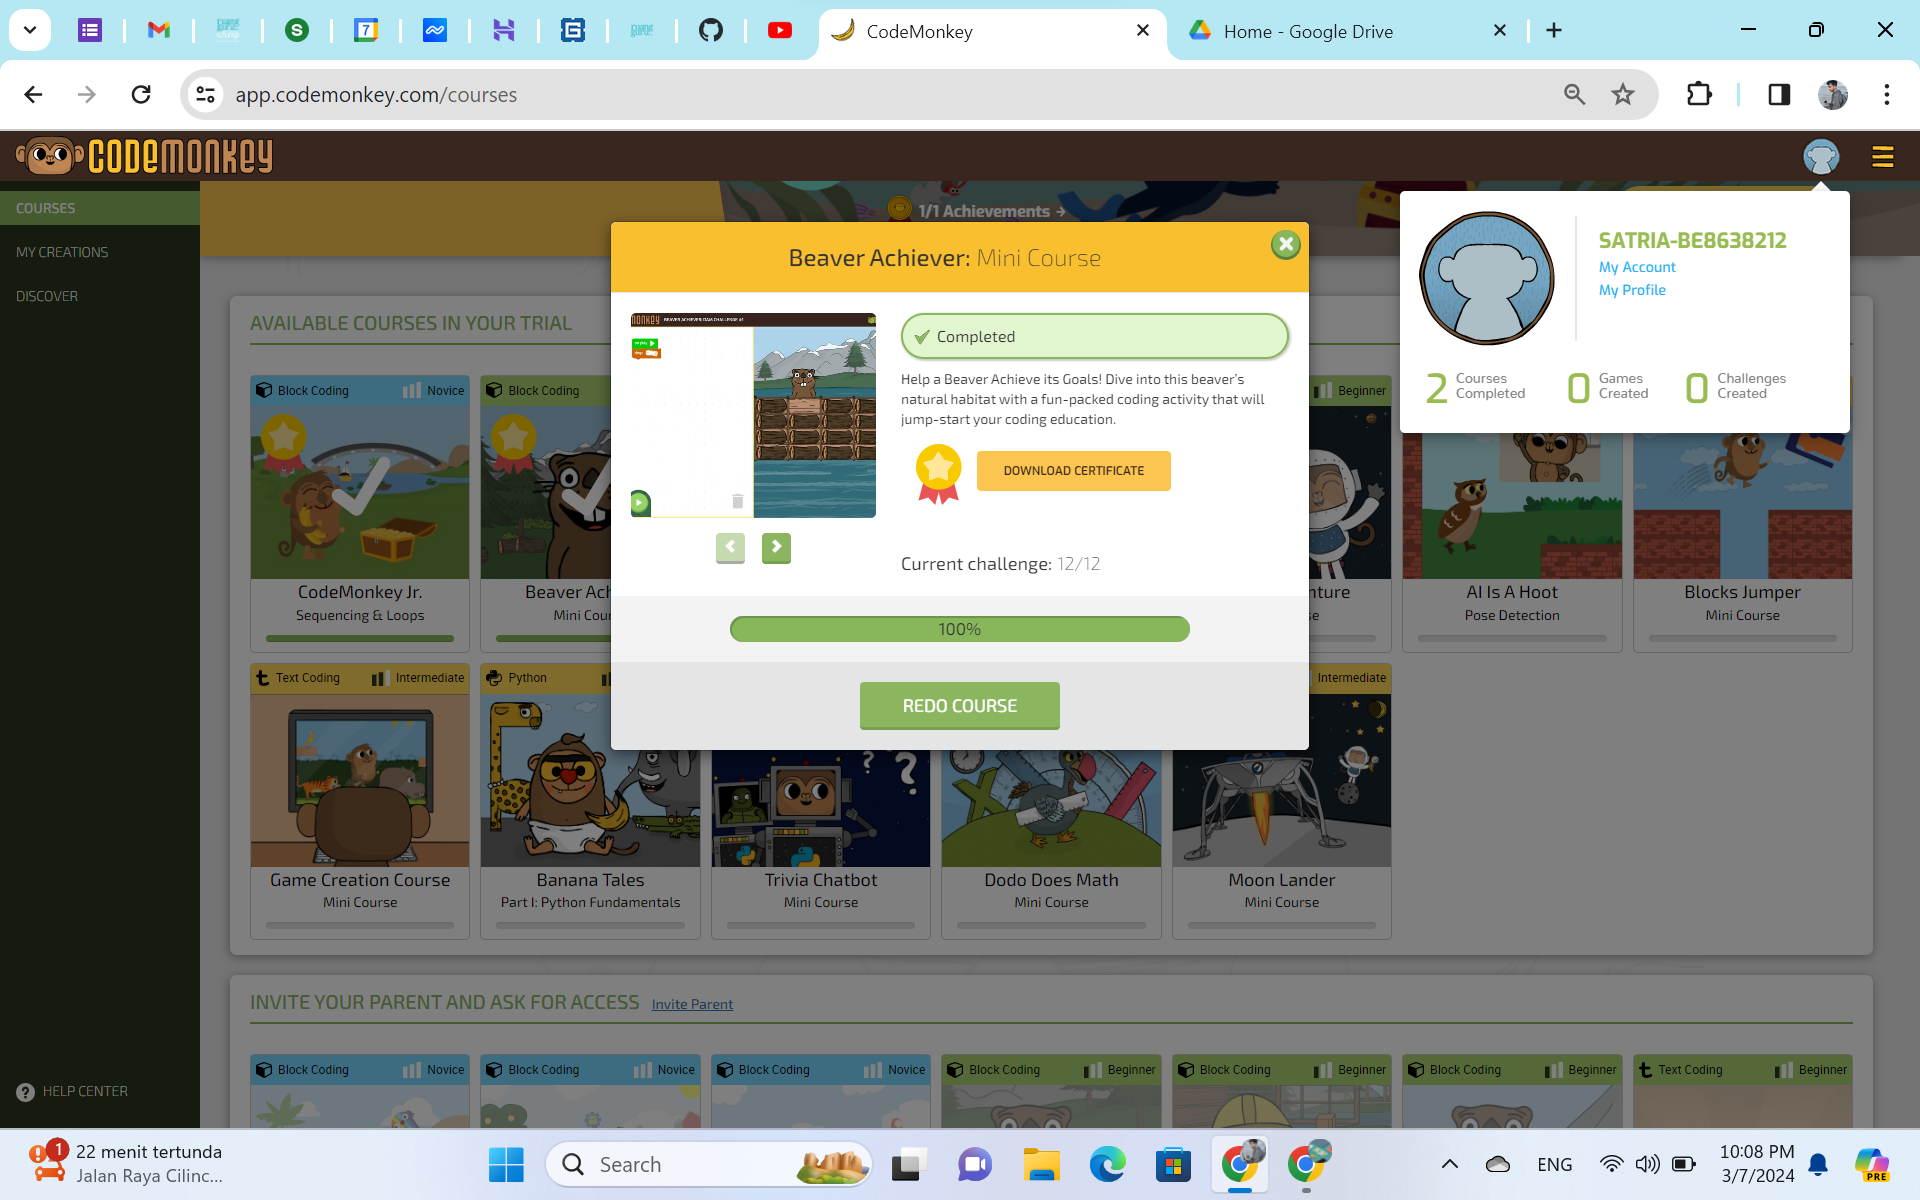 CodeMonkey
Home - Google Drive
app.codemonkey.com/courses
CODEMONKEY
COURSES
MY CREATIONS
DISCOVER
HELP CENTER
1/1 Achievements →
SATRIA-BE8638212
My Account
My Profile
2 Courses Completed
0 Games Created
0 Challenges Created
Beaver Achiever: Mini Course
BEAVER ACHIEVER: DAM CHALLENGE #1
Completed
Help a Beaver Achieve its Goals! Dive into this beaver's
natural habitat with a fun-packed coding activity that will
jump-start your coding education.
DOWNLOAD CERTIFICATE
Current challenge: 12/12
100%
REDO COURSE
AVAILABLE COURSES IN YOUR TRIAL
Block Coding Novice
Block Coding
Beginner
CodeMonkey Jr.
Sequencing & Loops
Beaver Ach
Mini Cou
nture
se
AI Is A Hoot
Pose Detection
Blocks Jumper
Mini Course
Text Coding Intermediate
Python
Intermediate
Game Creation Course
Mini Course
Banana Tales
Part I: Python Fundamentals
Trivia Chatbot
Mini Course
Dodo Does Math
Mini Course
Moon Lander
Mini Course
INVITE YOUR PARENT AND ASK FOR ACCESS Invite Parent
Block Coding Novice
Block Coding Novice
Block Coding Novice
Block Coding Beginner
Block Coding Beginner
Block Coding Beginner
Text Coding Beginner
1
22 menit tertunda
Jalan Raya Cilinc...
Search
ENG
10:08 PM
3/7/2024
PRE